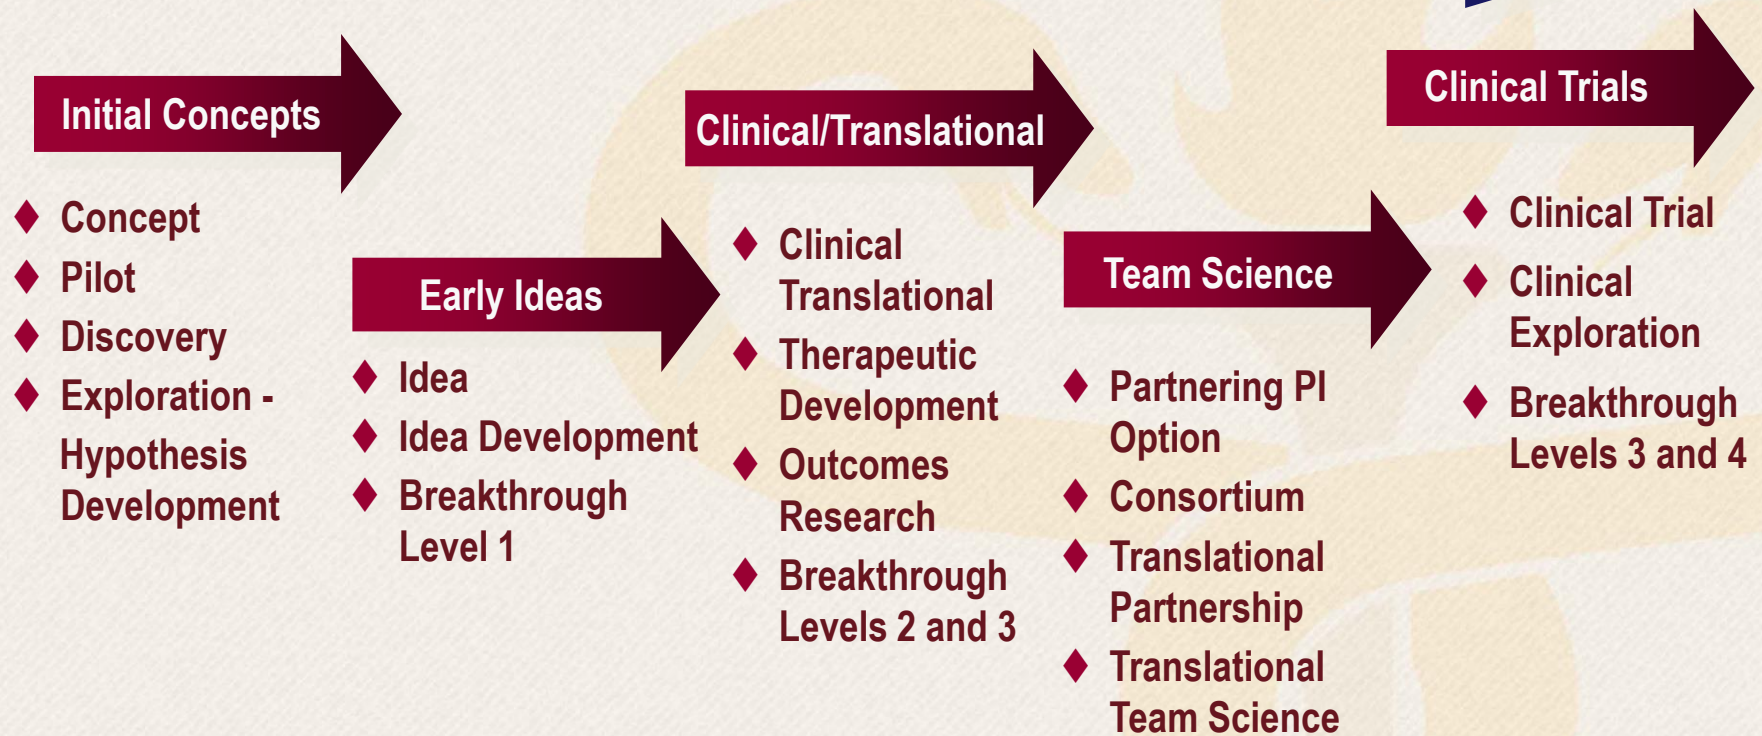 Initial Concepts
Concept
Pilot
Discovery
Exploration -
Hypothesis
Development
Early Ideas
Idea
Idea Development
Breakthrough
Level 1
Clinical/Translational
Clinical
Translational
Therapeutic
Development
Outcomes
Research
Breakthrough
Levels 2 and 3
Team Science
Partnering PI
Option
Consortium
Translational
Partnership
Translational
Team Science
Clinical Trials
Clinical Trial
Clinical
Exploration
Breakthrough
Levels 3 and 4